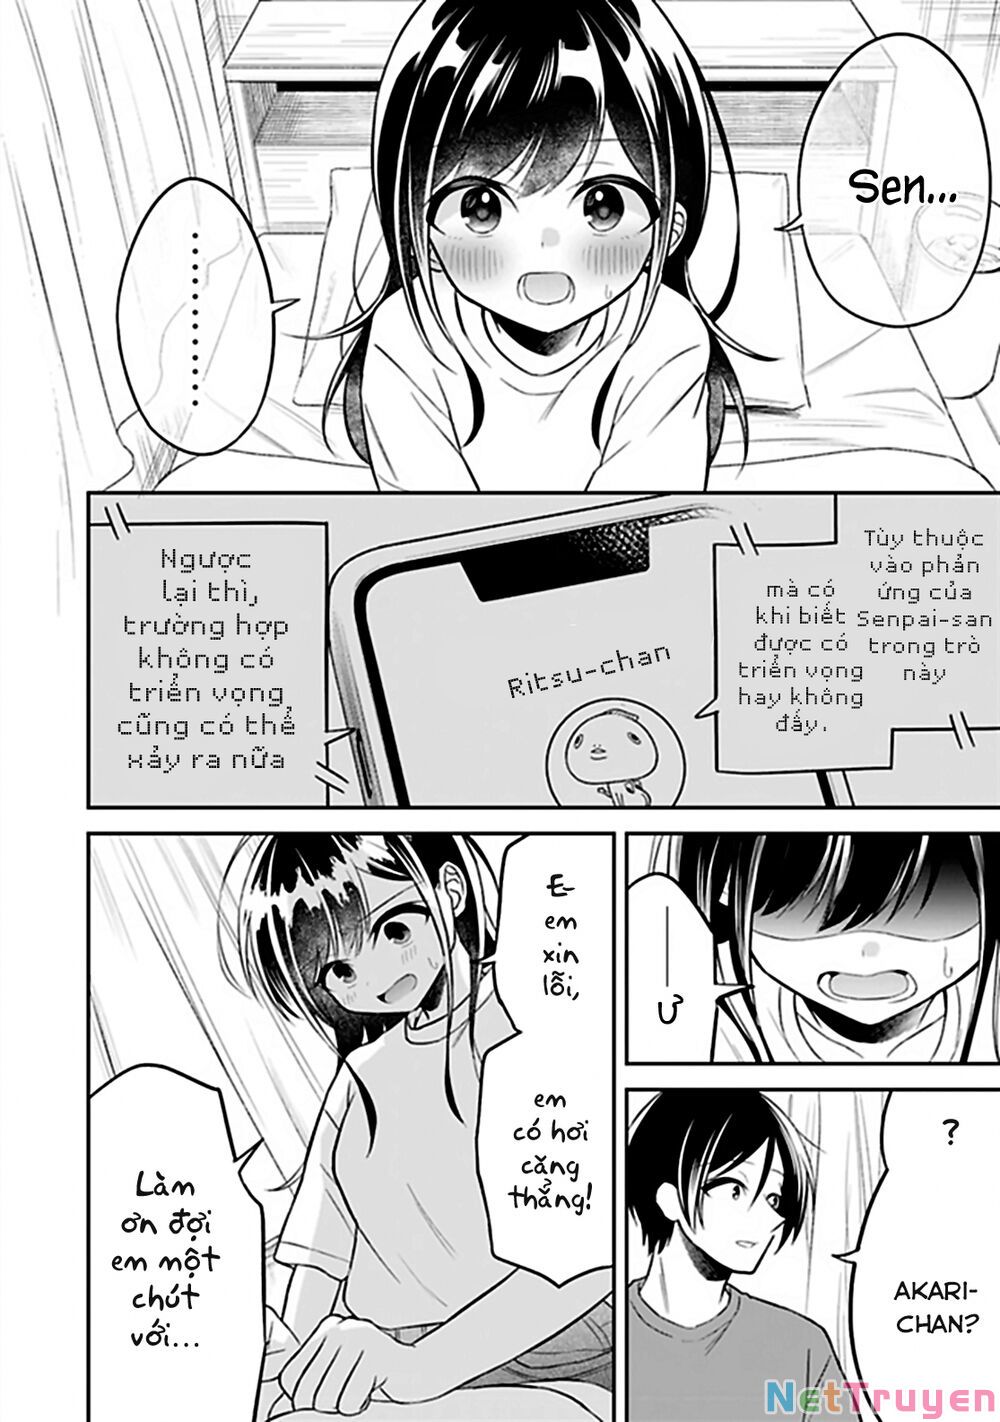 Sen...
Tùy thuộc
vào phản
ứng của
Senpai-san
trong trò
này
mà có
khi biết
được có
triển vọng
hay không
đấy.
Ritsu-chan
Ngược
lại thì,
trường hợp
không có
triển vọng
cũng có thể
xảy ra nữa
Ư
E-
em
xin
lỗi,
em
có hơi
căng
thẳng!
?
AKARI-
CHAN?
Làm
ơn đợi
em một
chút
với...
NetTruyen